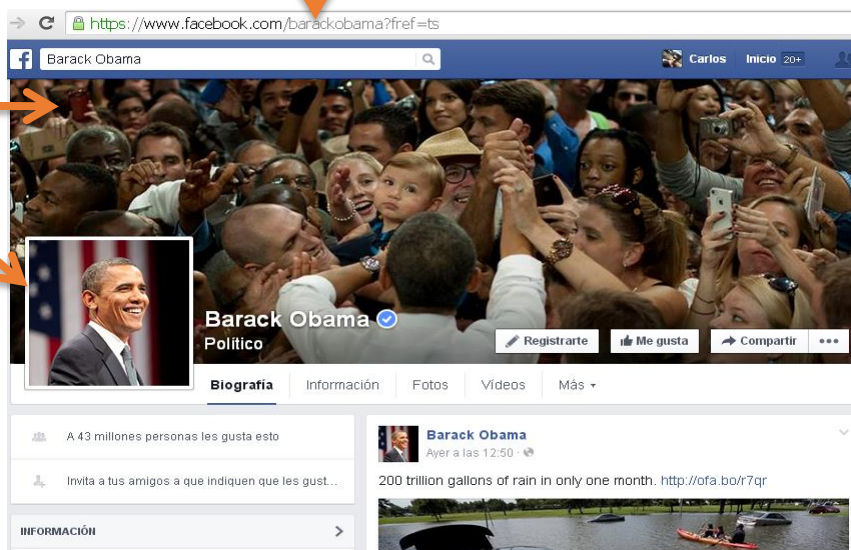 https://www.facebook.com/barackobama?fref=ts
f Barack Obama Carlos Inicio 20+
Barack Obama
Político
Registrarte Me gusta Compartir
Biografía Información Fotos Vídeos Más
A 43 millones personas les gusta esto
Invita a tus amigos a que indiquen que les gust...
INFORMACIÓN
Barack Obama
Ayer a las 12:50
200 trillion gallons of rain in only one month. http://ofa.bo/r7qr